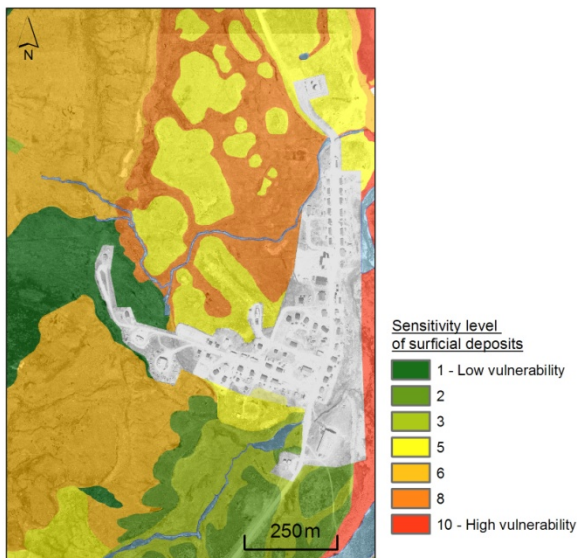 N
Sensitivity level
of surficial deposits
1 - Low vulnerability
2
3
5
6
8
10 - High vulnerability
250 m